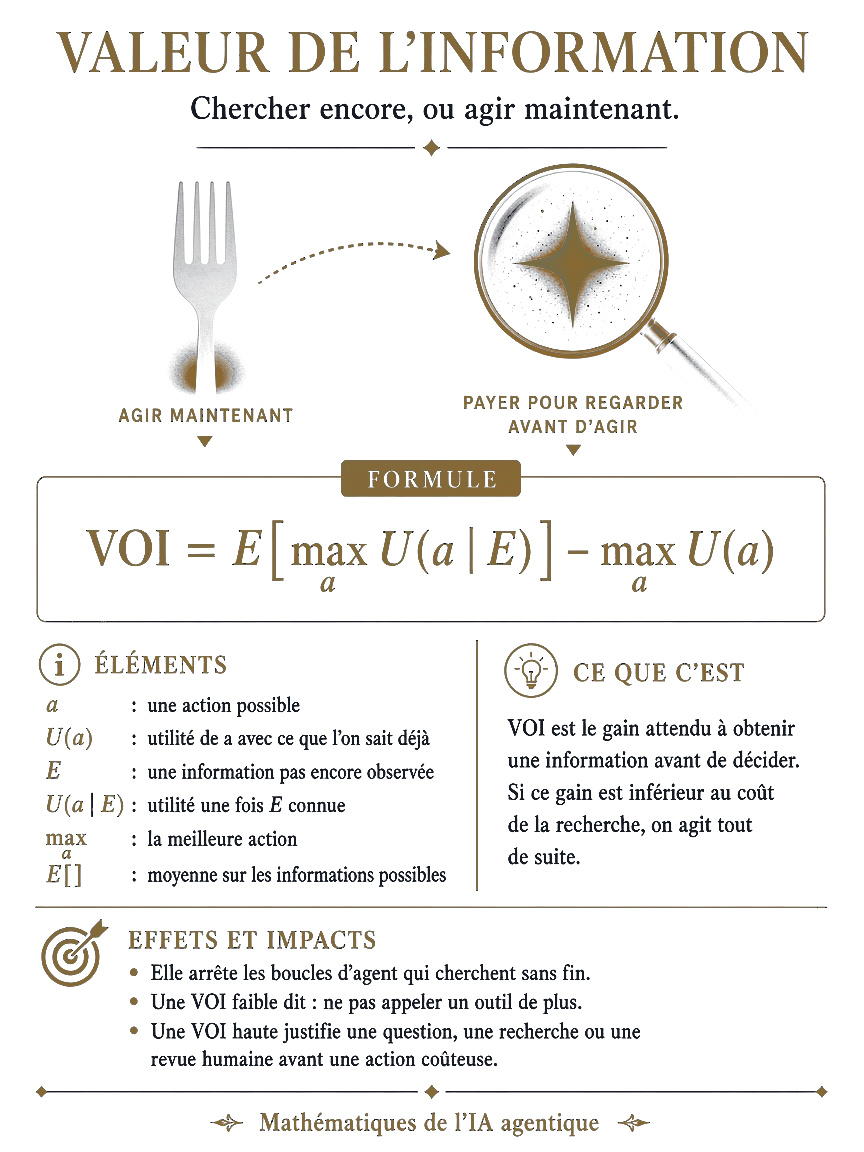 VALEUR DE L’INFORMATION
Chercher encore, ou agir maintenant.
AGIR MAINTENANT
PAYER POUR REGARDER
AVANT D’AGIR
FORMULE
VOI = E[max U(a | E)] – max U(a)
a a
i ÉLÉMENTS
a : une action possible
U(a) : utilité de a avec ce que l’on sait déjà
E : une information pas encore observée
U(a | E) : utilité une fois E connue
max : la meilleure action
a
E[] : moyenne sur les informations possibles
CE QUE C’EST
VOI est le gain attendu à obtenir
une information avant de décider.
Si ce gain est inférieur au coût
de la recherche, on agit tout
de suite.
EFFETS ET IMPACTS
• Elle arrête les boucles d’agent qui cherchent sans fin.
• Une VOI faible dit : ne pas appeler un outil de plus.
• Une VOI haute justifie une question, une recherche ou une
revue humaine avant une action coûteuse.
Mathématiques de l’IA agentique